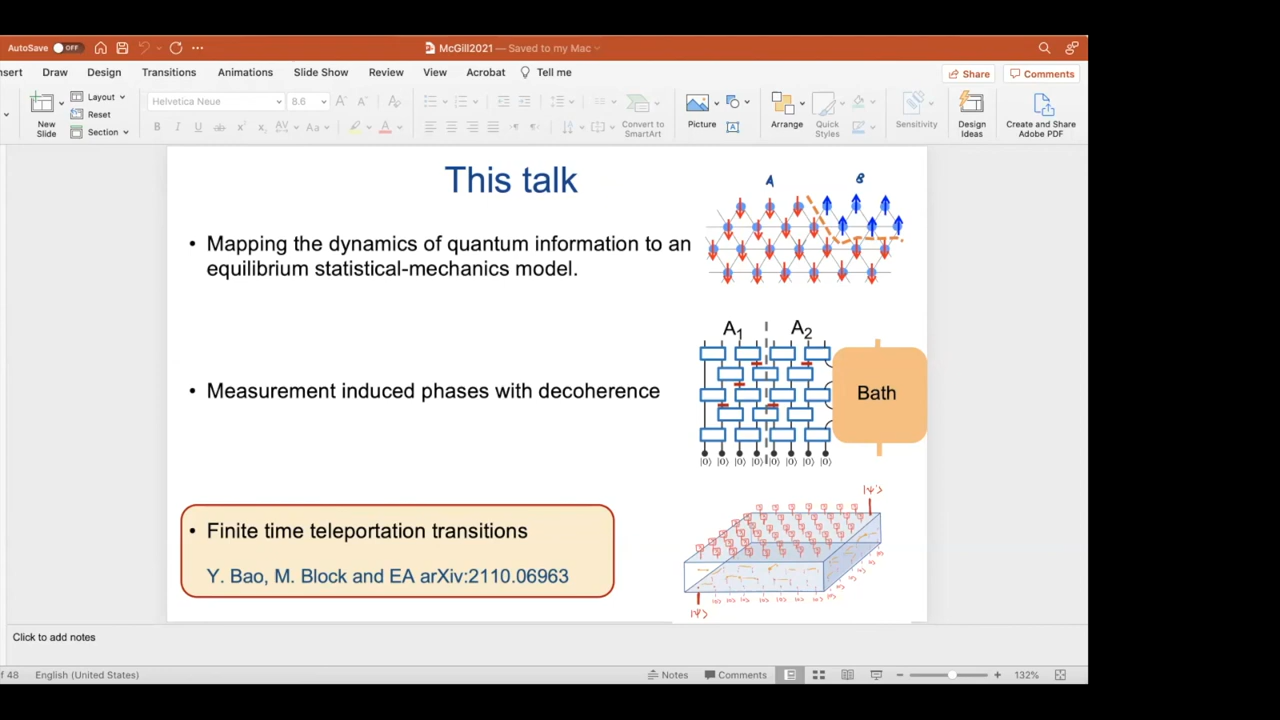 AutoSave OFF
McGill2021 — Saved to my Mac
nsert Draw Design Transitions Animations Slide Show Review View Acrobat Tell me
Share Comments
New Slide
Layout
Reset
Section
Helvetica Neue 8.6
Convert to SmartArt
Picture
Arrange
Quick Styles
Sensitivity
Design Ideas
Create and Share Adobe PDF
This talk
A B
• Mapping the dynamics of quantum information to an
equilibrium statistical-mechanics model.
A1 A2
• Measurement induced phases with decoherence
Bath
|0⟩ |0⟩ |0⟩ |0⟩ |0⟩ |0⟩ |0⟩ |0⟩
|ψ'⟩
• Finite time teleportation transitions
Y. Bao, M. Block and EA arXiv:2110.06963
|ψ⟩
Click to add notes
of 48 English (United States) Notes Comments 132%